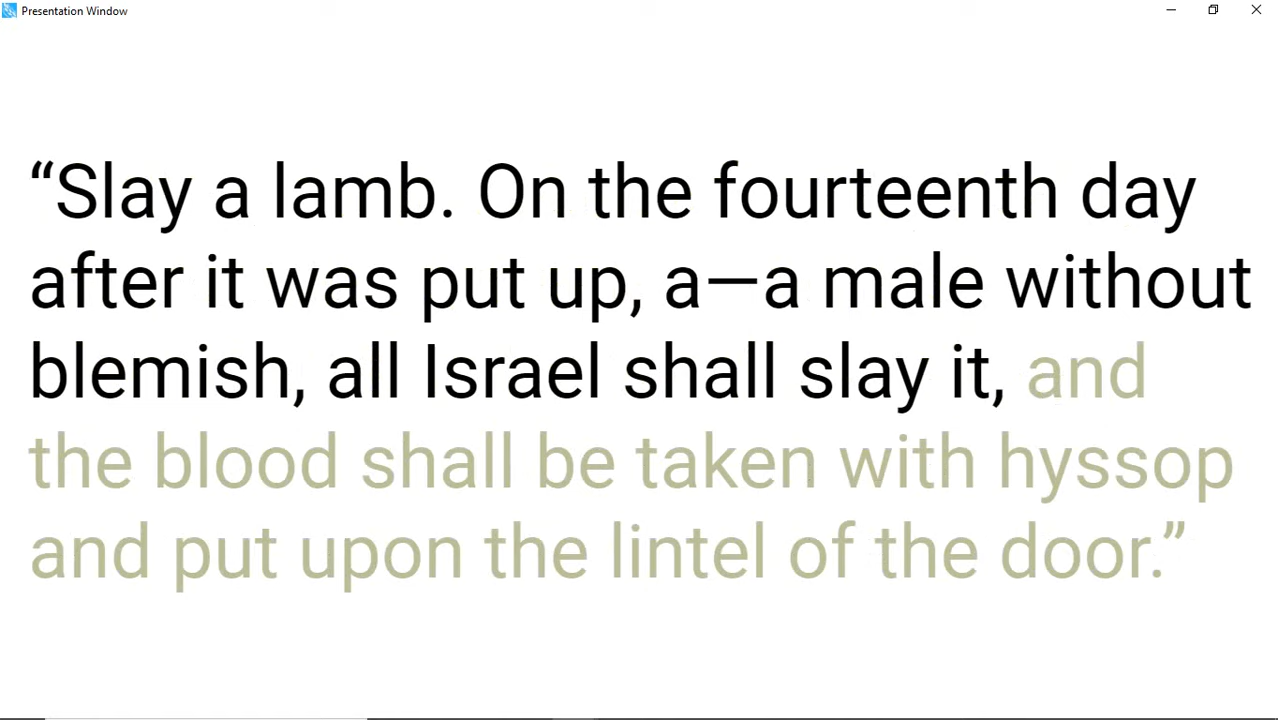 Presentation Window
“Slay a lamb. On the fourteenth day
after it was put up, a—a male without
blemish, all Israel shall slay it, and
the blood shall be taken with hyssop
and put upon the lintel of the door.”